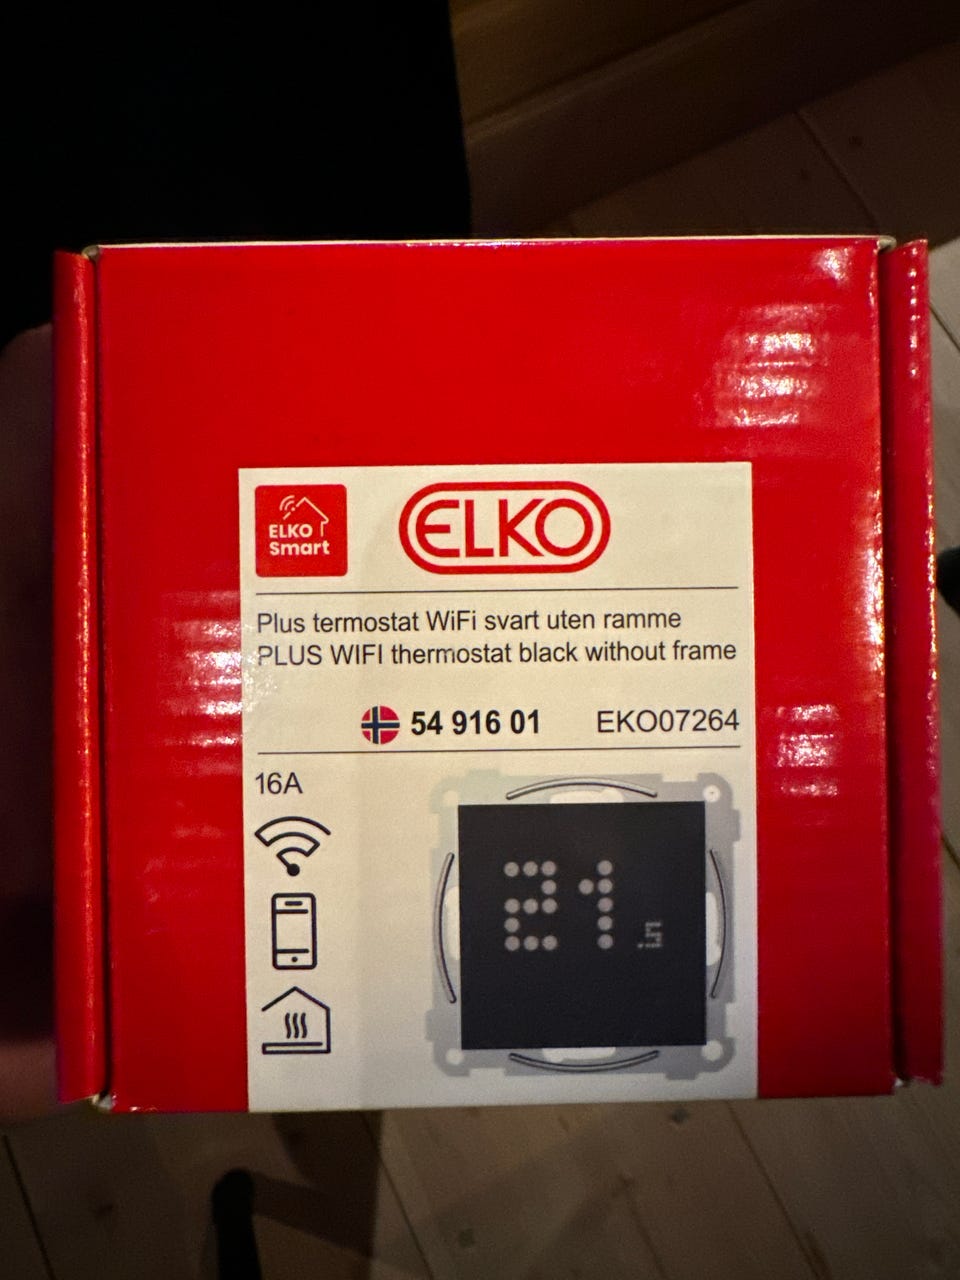 ELKO
Smart
ELKO
Plus termostat WiFi svart uten ramme
PLUS WIFI thermostat black without frame
54 916 01 EKO07264
16A
21